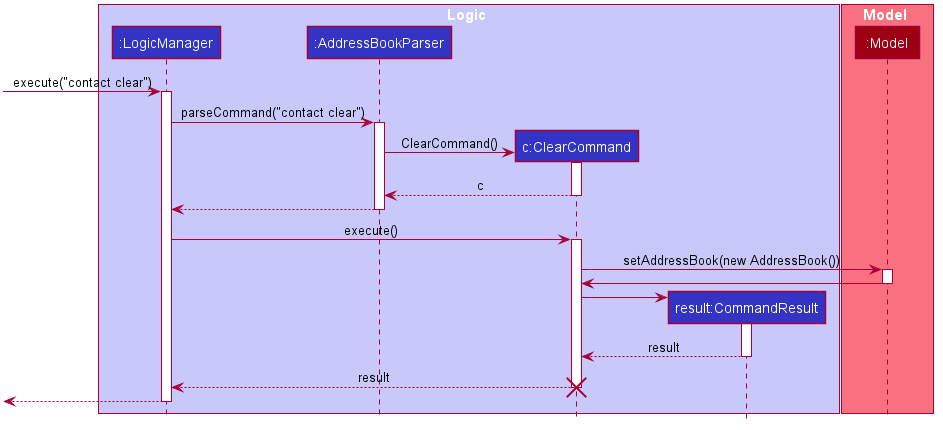 Logic
Model
:LogicManager
:AddressBookParser
:Model
execute("contact clear")
parseCommand("contact clear")
ClearCommand()
c:ClearCommand
c
execute()
setAddressBook(new AddressBook())
result:CommandResult
result
result